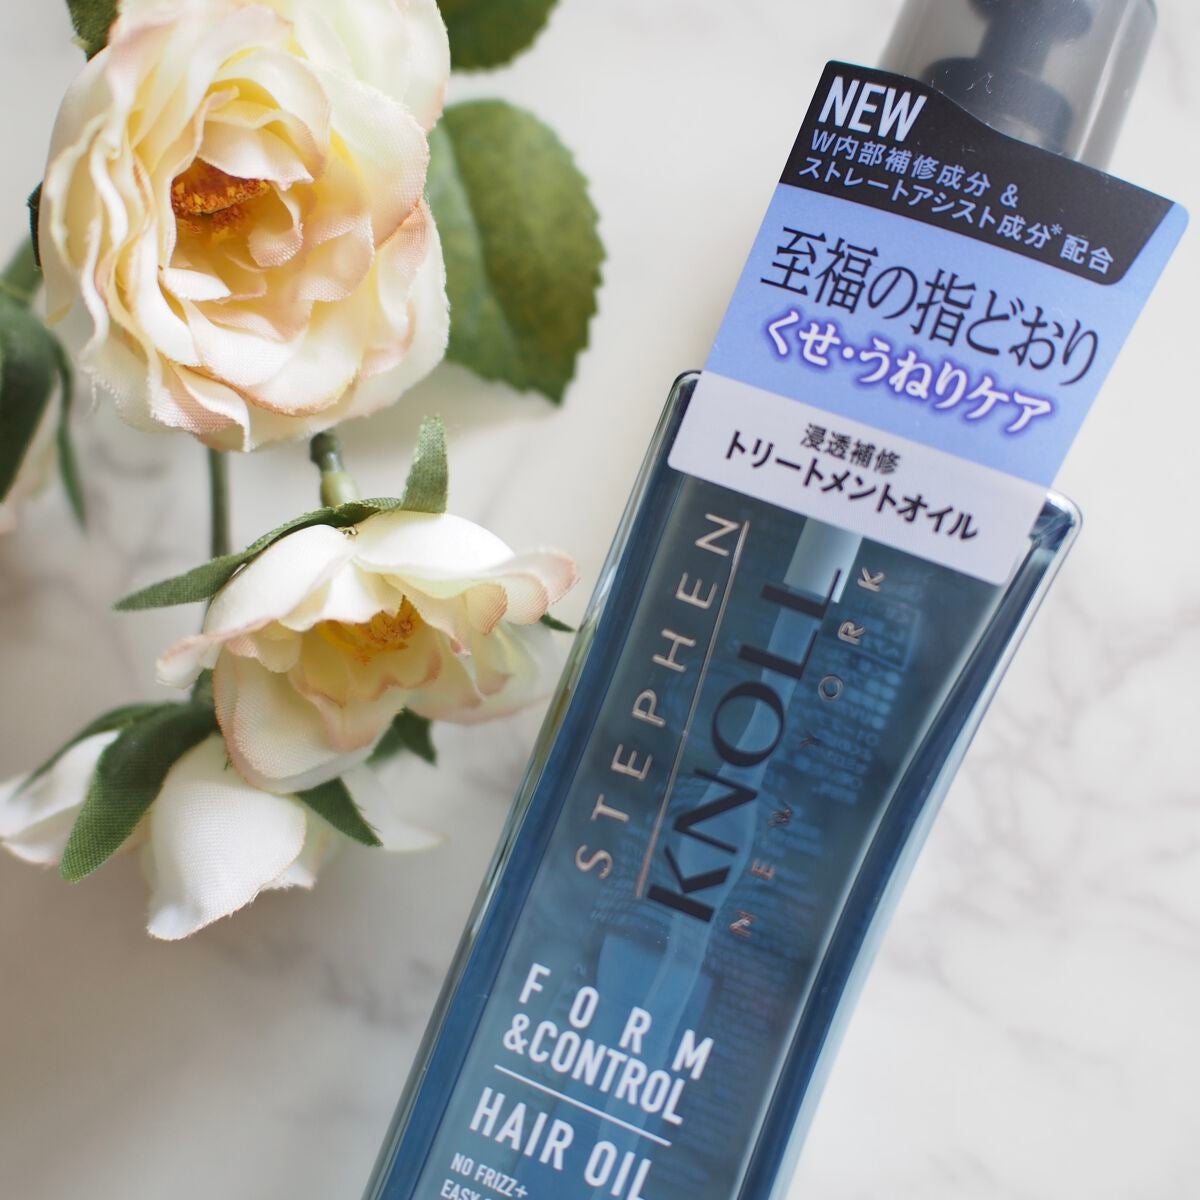 NEW
W内部補修成分 &
ストレートアシスト成分*配合
至福の指どおり
くせ・うねりケア
浸透補修
トリートメントオイル
STEPHEN
KNOLL
NEW YORK
FORM
&CONTROL
HAIR OIL
NO FRIZZ+
EASY